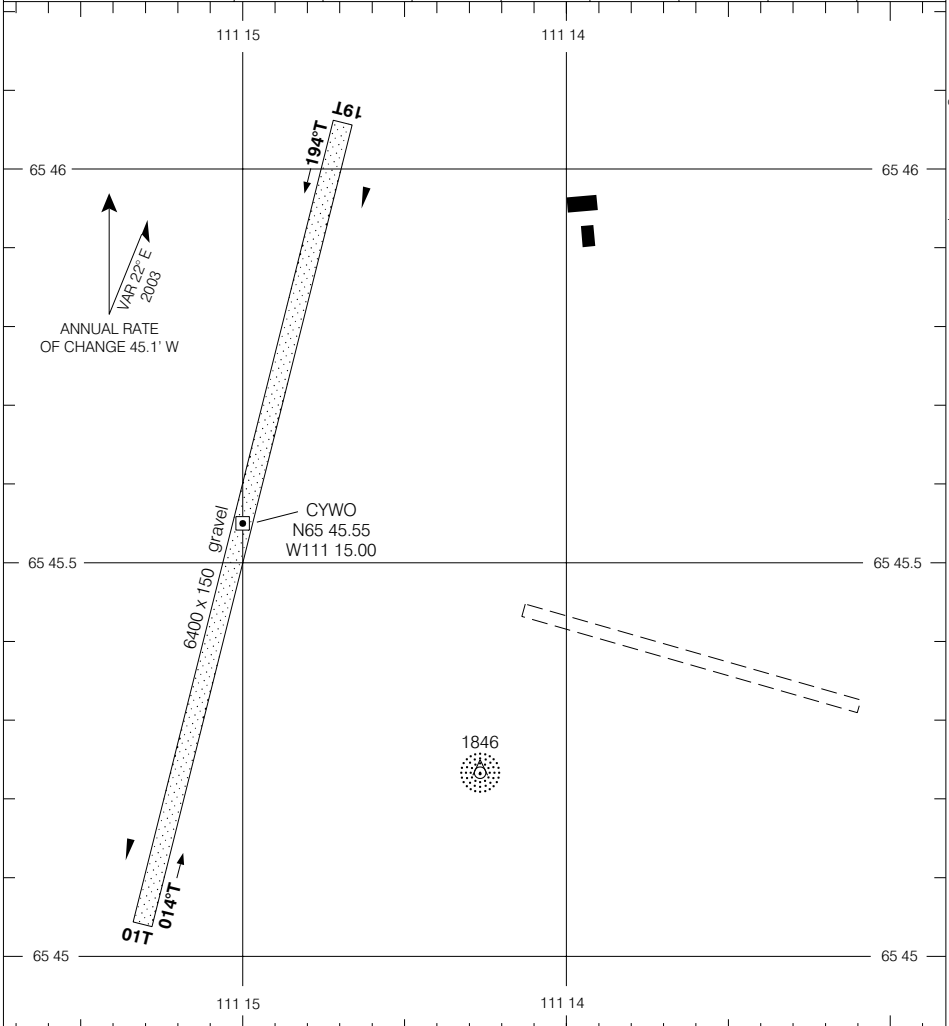 111 15
111 14
19T
194°T
65 46
65 46
VAR 22° E
2003
ANNUAL RATE
OF CHANGE 45.1' W
CYWO
N65 45.55
W111 15.00
6400 x 150 gravel
65 45.5
65 45.5
1846
014°T
01T
65 45
65 45
111 15
111 14